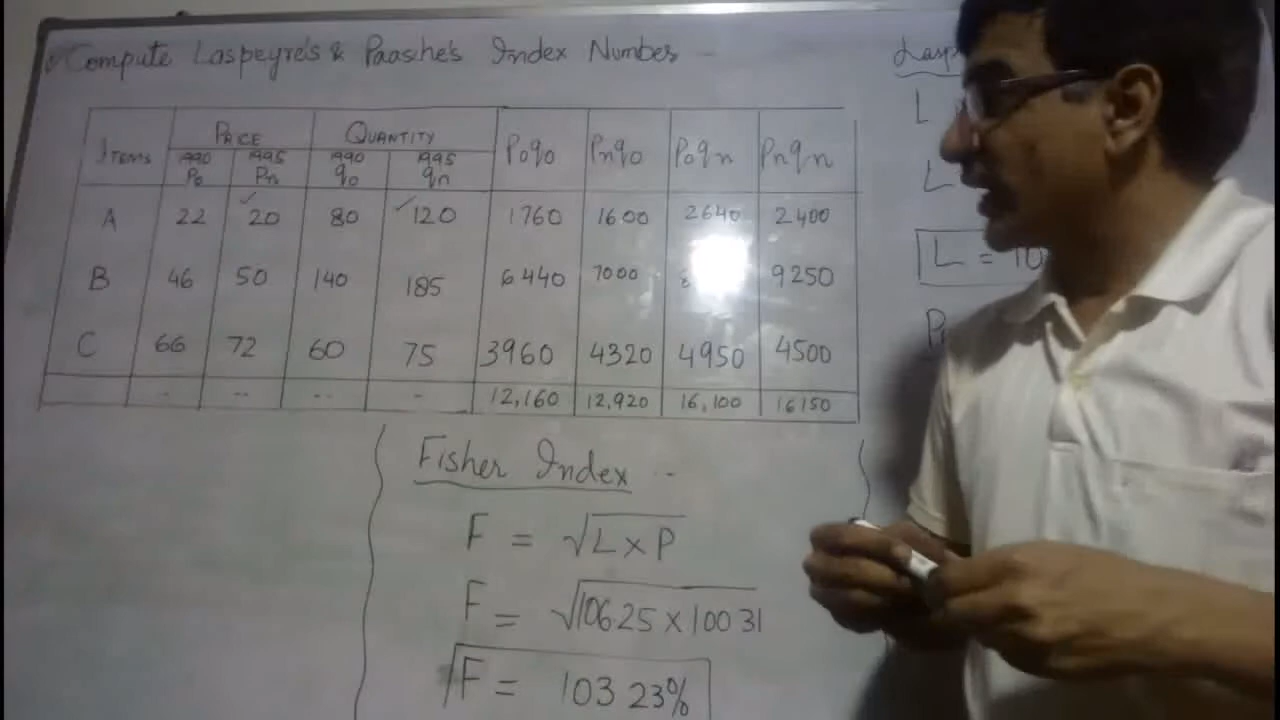 Compute Laspeyre's & Paashe's Index Number
ITEMS PRICE QUANTITY P₀q₀ Pₙq₀ P₀qₙ Pₙqₙ
1990 P₀ 1995 Pₙ 1990 q₀ 1995 qₙ
A 22 20 80 120 1760 1600 2640 2400
B 46 50 140 185 6440 7000 9250
C 66 72 60 75 3960 4320 4950 4500
12,160 12,920 16,100 16150
Fisher Index
F = √L×P
F = √106.25 × 100.31
F = 103.23%
L
L
L = 10